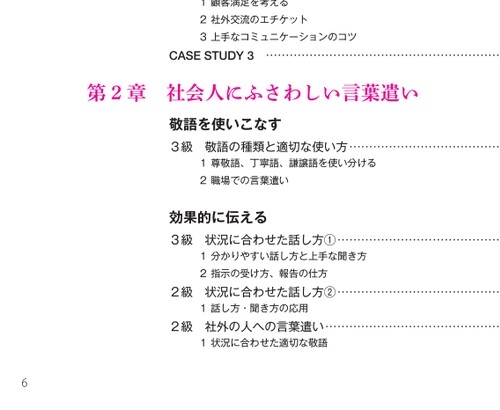 1 顧客満足を考える
2 社外交流のエチケット
3 上手なコミュニケーションのコツ
CASE STUDY 3 ……………………………………
第2章 社会人にふさわしい言葉遣い
敬語を使いこなす
3級 敬語の種類と適切な使い方……………………
1 尊敬語、丁寧語、謙譲語を使い分ける
2 職場での言葉遣い
効果的に伝える
3級 状況に合わせた話し方①……………………
1 分かりやすい話し方と上手な聞き方
2 指示の受け方、報告の仕方
2級 状況に合わせた話し方②……………………
1 話し方・聞き方の応用
2級 社外の人への言葉遣い……………………
1 状況に合わせた適切な敬語
6